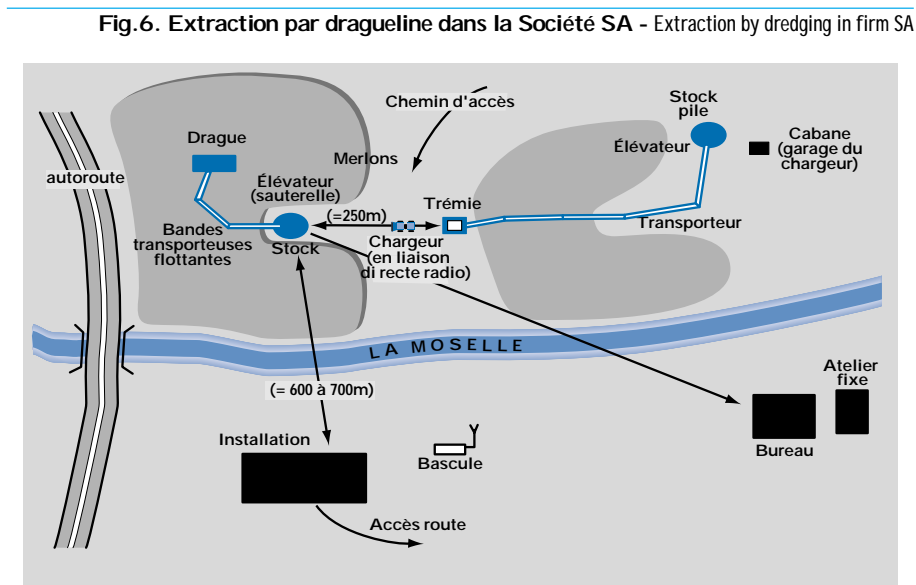 Fig.6. Extraction par dragueline dans la Société SA - Extraction by dredging in firm SA
Chemin d'accès
Stock
pile
Drague
Merlons
Élévateur
Cabane
(garage du
chargeur)
autoroute
Élévateur
(sauterelle)
Trémie
(=250m)
Transporteur
Bandes
transporteuses
flottantes
Stock
Chargeur
(en liaison
di recte radio)
LA MOSELLE
Atelier
fixe
(= 600 à 700m)
Installation
Bascule
Bureau
Accès route